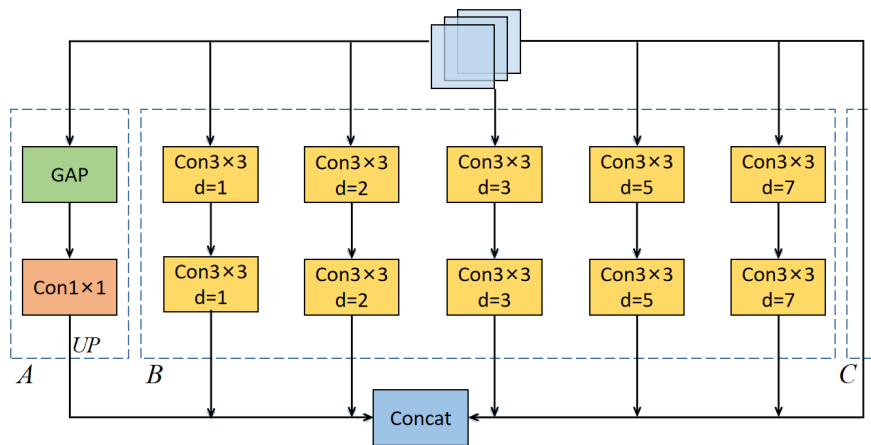 GAP
Con3×3
d=1
Con3×3
d=2
Con3×3
d=3
Con3×3
d=5
Con3×3
d=7
Con1×1
Con3×3
d=1
Con3×3
d=2
Con3×3
d=3
Con3×3
d=5
Con3×3
d=7
UP
A
B
C
Concat